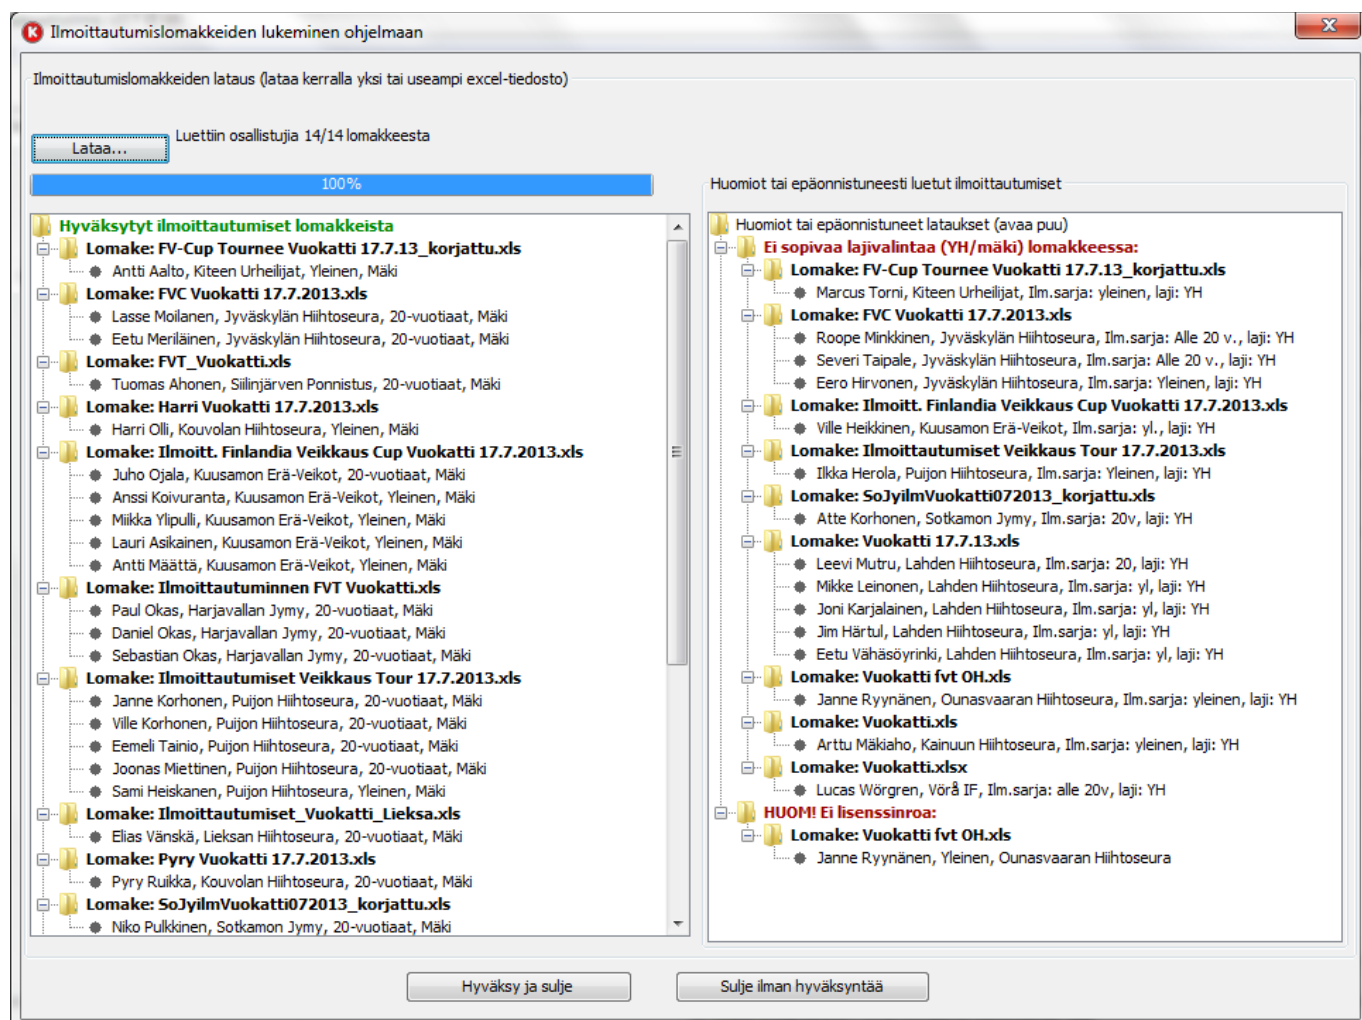 K Ilmoittautumislomakkeiden lukeminen ohjelmaan
Ilmoittautumislomakkeiden lataus (lataa kerralla yksi tai useampi excel-tiedosto)
Lataa...
Luettiin osallistujia 14/14 lomakkeesta
100%
Hyväksytyt ilmoittautumiset lomakkeista
Lomake: FV-Cup Tournee Vuokatti 17.7.13_korjattu.xls
Antti Aalto, Kiteen Urheilijat, Yleinen, Mäki
Lomake: FVC Vuokatti 17.7.2013.xls
Lasse Moilanen, Jyväskylän Hiihtoseura, 20-vuotiaat, Mäki
Eetu Meriläinen, Jyväskylän Hiihtoseura, 20-vuotiaat, Mäki
Lomake: FVT_Vuokatti.xls
Tuomas Ahonen, Siilinjärven Ponnistus, 20-vuotiaat, Mäki
Lomake: Harri Vuokatti 17.7.2013.xls
Harri Olli, Kouvolan Hiihtoseura, Yleinen, Mäki
Lomake: Ilmoitt. Finlandia Veikkaus Cup Vuokatti 17.7.2013.xls
Juho Ojala, Kuusamon Erä-Veikot, 20-vuotiaat, Mäki
Anssi Koivuranta, Kuusamon Erä-Veikot, Yleinen, Mäki
Miikka Ylipulli, Kuusamon Erä-Veikot, Yleinen, Mäki
Lauri Asikainen, Kuusamon Erä-Veikot, Yleinen, Mäki
Antti Määttä, Kuusamon Erä-Veikot, Yleinen, Mäki
Lomake: Ilmoittautuminnen FVT Vuokatti.xls
Paul Okas, Harjavallan Jymy, 20-vuotiaat, Mäki
Daniel Okas, Harjavallan Jymy, 20-vuotiaat, Mäki
Sebastian Okas, Harjavallan Jymy, 20-vuotiaat, Mäki
Lomake: Ilmoittautumiset Veikkaus Tour 17.7.2013.xls
Janne Korhonen, Puijon Hiihtoseura, 20-vuotiaat, Mäki
Ville Korhonen, Puijon Hiihtoseura, 20-vuotiaat, Mäki
Eemeli Tainio, Puijon Hiihtoseura, 20-vuotiaat, Mäki
Joonas Miettinen, Puijon Hiihtoseura, 20-vuotiaat, Mäki
Sami Heiskanen, Puijon Hiihtoseura, Yleinen, Mäki
Lomake: Ilmoittautumiset_Vuokatti_Lieksa.xls
Elias Vänskä, Lieksan Hiihtoseura, 20-vuotiaat, Mäki
Lomake: Pyry Vuokatti 17.7.2013.xls
Pyry Ruikka, Kouvolan Hiihtoseura, 20-vuotiaat, Mäki
Lomake: SoJyilmVuokatti072013_korjattu.xls
Niko Pulkkinen, Sotkamon Jymy, 20-vuotiaat, Mäki
Huomiot tai epäonnistuneesti luetut ilmoittautumiset
Huomiot tai epäonnistuneet lataukset (avaa puu)
Ei sopivaa lajivalintaa (YH/mäki) lomakkeessa:
Lomake: FV-Cup Tournee Vuokatti 17.7.13_korjattu.xls
Marcus Torni, Kiteen Urheilijat, Ilm.sarja: yleinen, laji: YH
Lomake: FVC Vuokatti 17.7.2013.xls
Roope Minkkinen, Jyväskylän Hiihtoseura, Ilm.sarja: Alle 20 v., laji: YH
Severi Taipale, Jyväskylän Hiihtoseura, Ilm.sarja: Alle 20 v., laji: YH
Eero Hirvonen, Jyväskylän Hiihtoseura, Ilm.sarja: Yleinen, laji: YH
Lomake: Ilmoitt. Finlandia Veikkaus Cup Vuokatti 17.7.2013.xls
Ville Heikkinen, Kuusamon Erä-Veikot, Ilm.sarja: yl., laji: YH
Lomake: Ilmoittautumiset Veikkaus Tour 17.7.2013.xls
Ilkka Herola, Puijon Hiihtoseura, Ilm.sarja: Yleinen, laji: YH
Lomake: SoJyilmVuokatti072013_korjattu.xls
Atte Korhonen, Sotkamon Jymy, Ilm.sarja: 20v, laji: YH
Lomake: Vuokatti 17.7.13.xls
Leevi Mutru, Lahden Hiihtoseura, Ilm.sarja: 20, laji: YH
Mikke Leinonen, Lahden Hiihtoseura, Ilm.sarja: yl, laji: YH
Joni Karjalainen, Lahden Hiihtoseura, Ilm.sarja: yl, laji: YH
Jim Härtul, Lahden Hiihtoseura, Ilm.sarja: yl, laji: YH
Eetu Vähäsöyrinki, Lahden Hiihtoseura, Ilm.sarja: yl, laji: YH
Lomake: Vuokatti fvt OH.xls
Janne Ryynänen, Ounasvaaran Hiihtoseura, Ilm.sarja: yleinen, laji: YH
Lomake: Vuokatti.xls
Arttu Mäkiaho, Kainuun Hiihtoseura, Ilm.sarja: yleinen, laji: YH
Lomake: Vuokatti.xlsx
Lucas Wörgren, Vörå IF, Ilm.sarja: alle 20v, laji: YH
HUOM! Ei lisenssinroa:
Lomake: Vuokatti fvt OH.xls
Janne Ryynänen, Yleinen, Ounasvaaran Hiihtoseura
Hyväksy ja sulje
Sulje ilman hyväksyntää